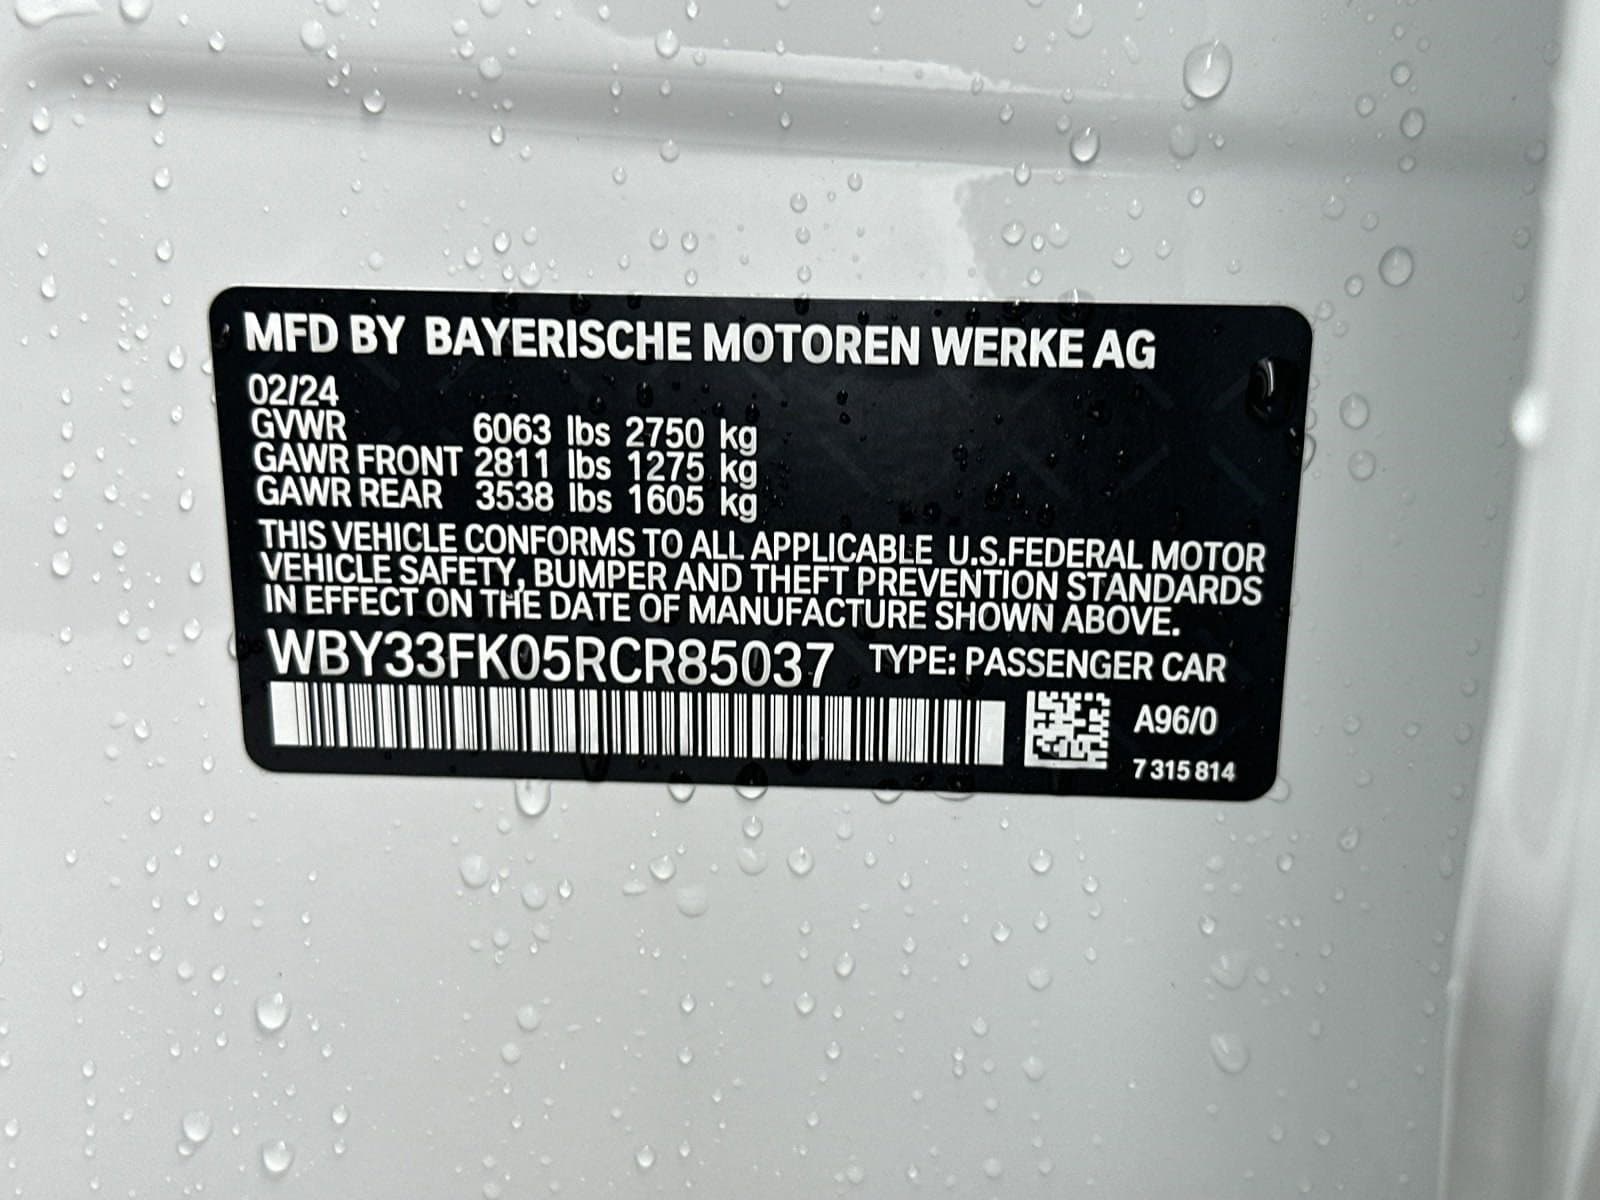 MFD BY BAYERISCHE MOTOREN WERKE AG
02/24
GVWR 6063 lbs 2750 kg
GAWR FRONT 2811 lbs 1275 kg
GAWR REAR 3538 lbs 1605 kg
THIS VEHICLE CONFORMS TO ALL APPLICABLE U.S.FEDERAL MOTOR
VEHICLE SAFETY, BUMPER AND THEFT PREVENTION STANDARDS
IN EFFECT ON THE DATE OF MANUFACTURE SHOWN ABOVE.
WBY33FK05RCR85037 TYPE: PASSENGER CAR
A96/0
7 315 814